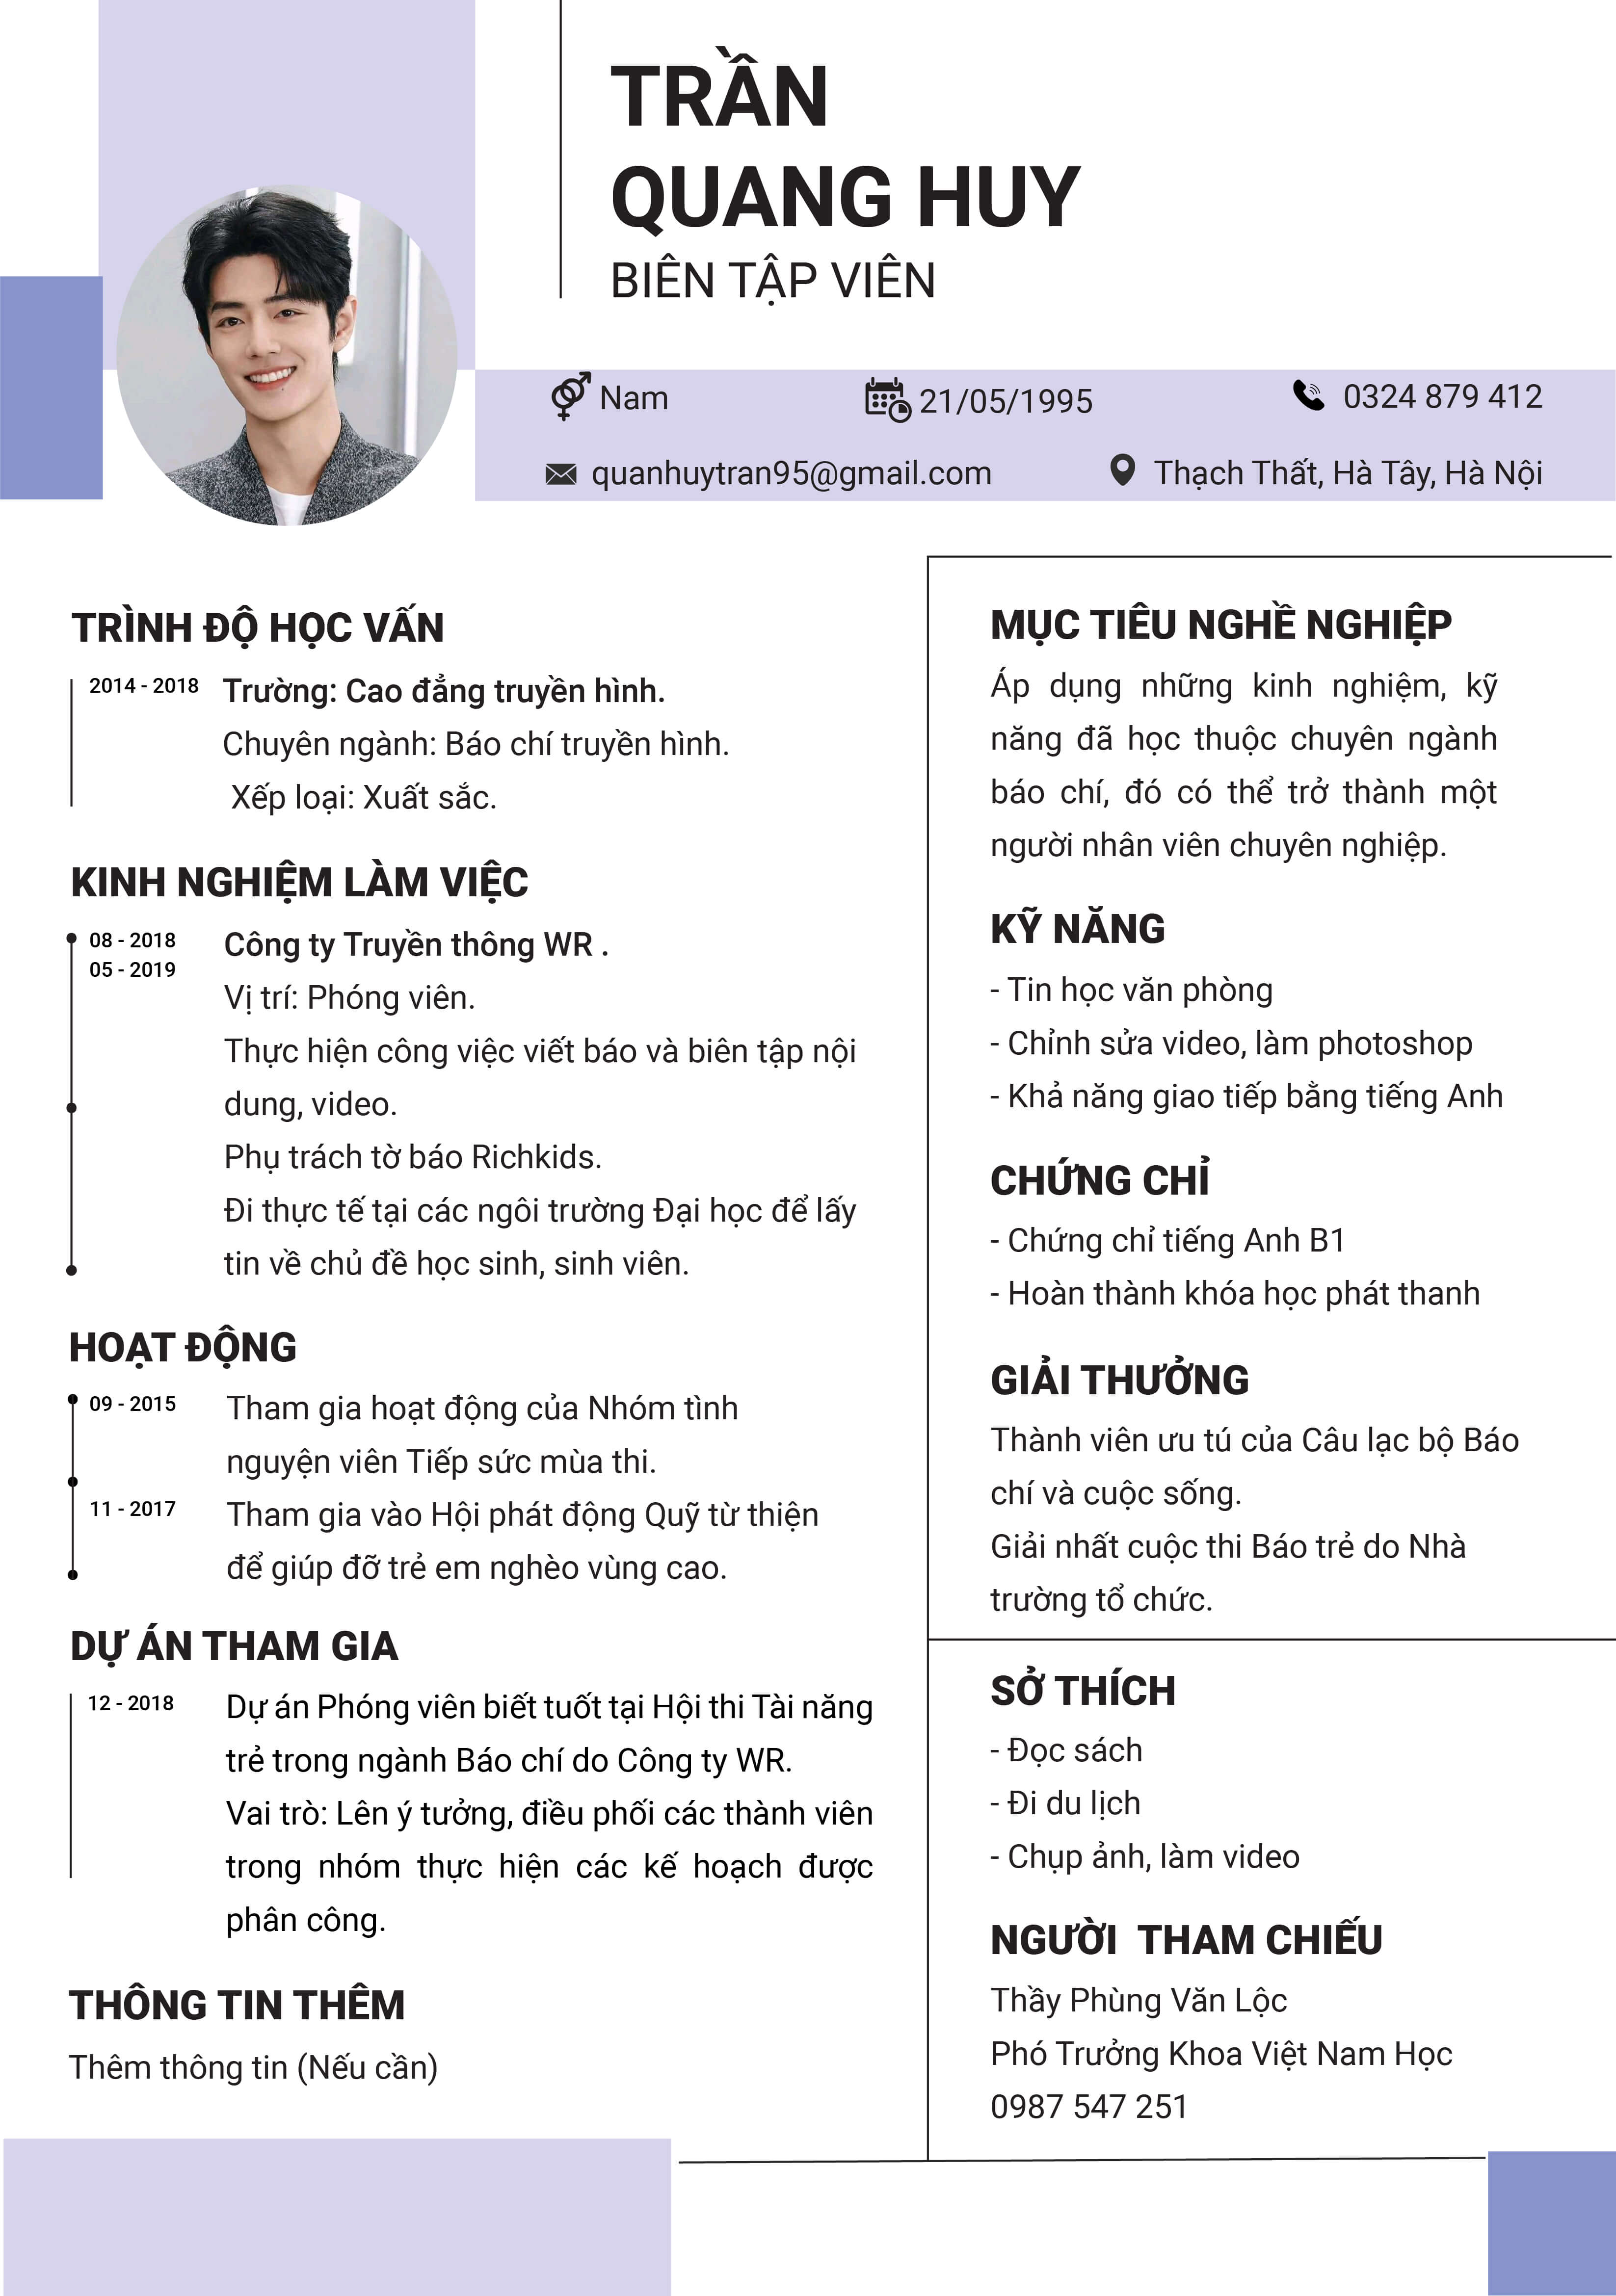 TRẦN
QUANG HUY
BIÊN TẬP VIÊN
Nam
21/05/1995
0324 879 412
quanhuytran95@gmail.com
Thạch Thất, Hà Tây, Hà Nội
TRÌNH ĐỘ HỌC VẤN
2014 - 2018
Trường: Cao đẳng truyền hình.
Chuyên ngành: Báo chí truyền hình.
Xếp loại: Xuất sắc.
KINH NGHIỆM LÀM VIỆC
08 - 2018
05 - 2019
Công ty Truyền thông WR .
Vị trí: Phóng viên.
Thực hiện công việc viết báo và biên tập nội
dung, video.
Phụ trách tờ báo Richkids.
Đi thực tế tại các ngôi trường Đại học để lấy
tin về chủ đề học sinh, sinh viên.
HOẠT ĐỘNG
09 - 2015
Tham gia hoạt động của Nhóm tình
nguyện viên Tiếp sức mùa thi.
11 - 2017
Tham gia vào Hội phát động Quỹ từ thiện
để giúp đỡ trẻ em nghèo vùng cao.
DỰ ÁN THAM GIA
12 - 2018
Dự án Phóng viên biết tuốt tại Hội thi Tài năng
trẻ trong ngành Báo chí do Công ty WR.
Vai trò: Lên ý tưởng, điều phối các thành viên
trong nhóm thực hiện các kế hoạch được
phân công.
THÔNG TIN THÊM
Thêm thông tin (Nếu cần)
MỤC TIÊU NGHỀ NGHIỆP
Áp dụng những kinh nghiệm, kỹ
năng đã học thuộc chuyên ngành
báo chí, đó có thể trở thành một
người nhân viên chuyên nghiệp.
KỸ NĂNG
- Tin học văn phòng
- Chỉnh sửa video, làm photoshop
- Khả năng giao tiếp bằng tiếng Anh
CHỨNG CHỈ
- Chứng chỉ tiếng Anh B1
- Hoàn thành khóa học phát thanh
GIẢI THƯỞNG
Thành viên ưu tú của Câu lạc bộ Báo
chí và cuộc sống.
Giải nhất cuộc thi Báo trẻ do Nhà
trường tổ chức.
SỞ THÍCH
- Đọc sách
- Đi du lịch
- Chụp ảnh, làm video
NGƯỜI THAM CHIẾU
Thầy Phùng Văn Lộc
Phó Trưởng Khoa Việt Nam Học
0987 547 251